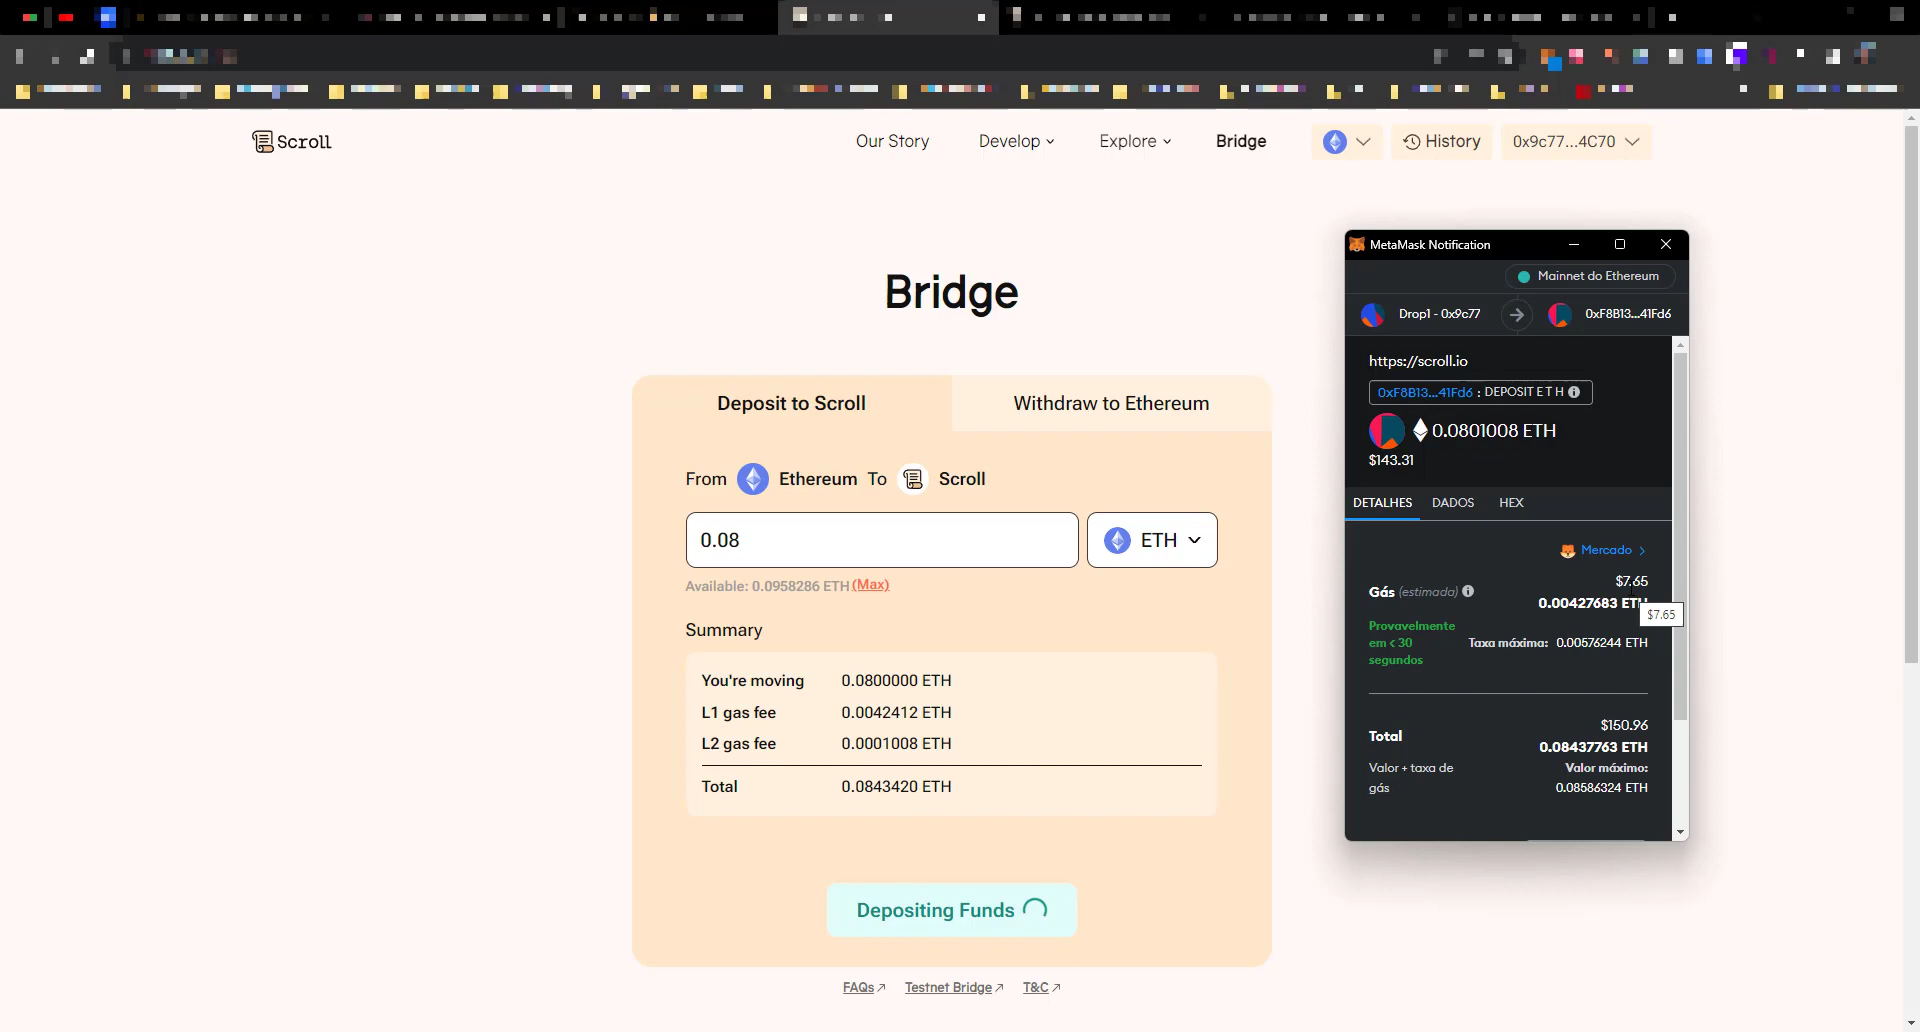 Scroll
Our Story
Develop
Explore
Bridge
History
0x9c77...4C70
Bridge
Deposit to Scroll
Withdraw to Ethereum
From Ethereum To Scroll
0.08
ETH
Available: 0.0958286 ETH (Max)
Summary
You're moving 0.0800000 ETH
L1 gas fee 0.0042412 ETH
L2 gas fee 0.0001008 ETH
Total 0.0843420 ETH
Depositing Funds
FAQs
Testnet Bridge
T&C
MetaMask Notification
Mainnet do Ethereum
Drop1 - 0x9c77
0xF8B13...41Fd6
https://scroll.io
0xF8B13...41Fd6 : DEPOSIT E T H
0.0801008 ETH
$143.31
DETALHES
DADOS
HEX
Mercado
$7.65
Gás (estimada)
0.00427683 ETH
$7.65
Provavelmente
em < 30
segundos
Taxa máxima: 0.00576244 ETH
$150.96
Total
0.08437763 ETH
Valor + taxa de
gás
Valor máximo:
0.08586324 ETH